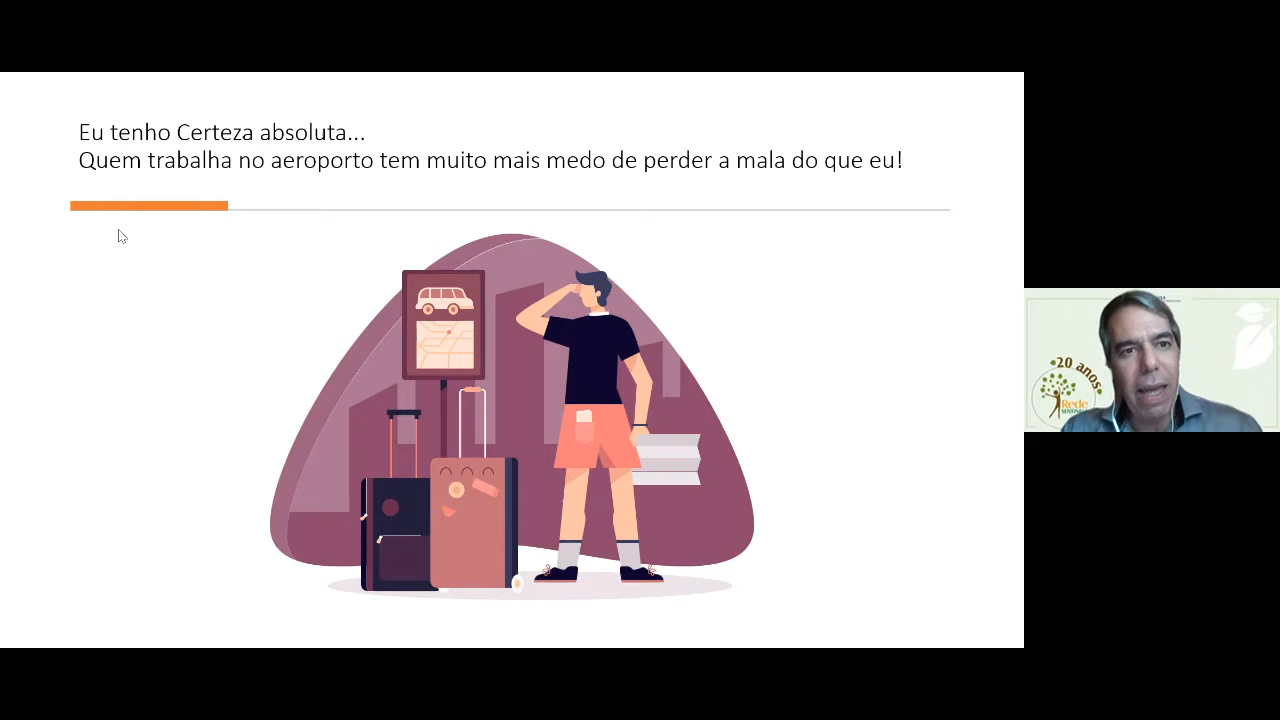 Eu tenho Certeza absoluta...
Quem trabalha no aeroporto tem muito mais medo de perder a mala do que eu!
20 anos
Rede
SENTINELA